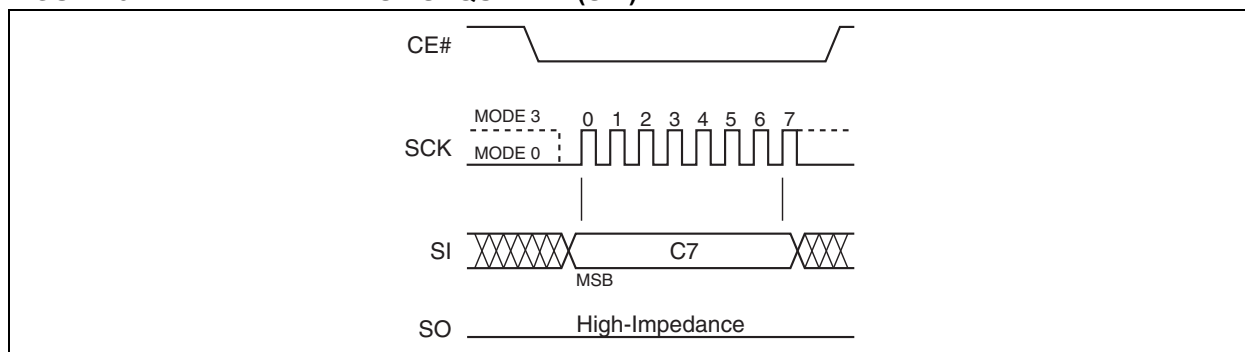 CE#
MODE 3
0 1 2 3 4 5 6 7
SCK
MODE 0
SI
C7
MSB
SO
High-Impedance